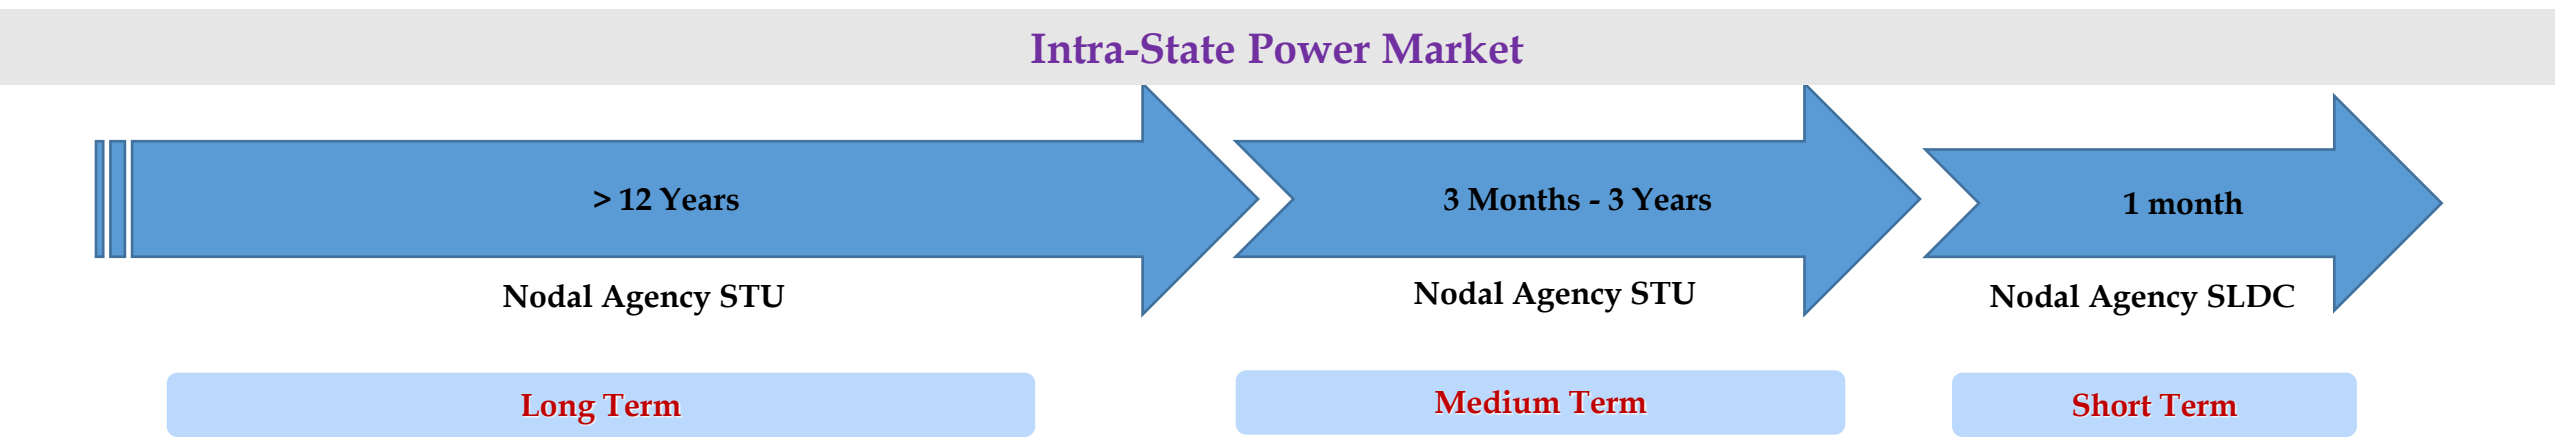 Intra-State Power Market
> 12 Years
3 Months - 3 Years
1 month
Nodal Agency STU
Nodal Agency STU
Nodal Agency SLDC
Long Term
Medium Term
Short Term